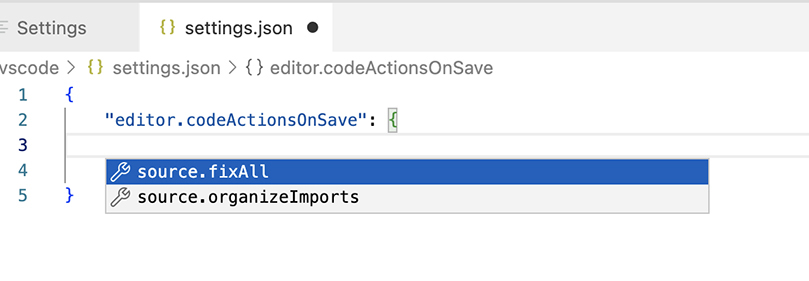 Settings {} settings.json ●
vscode > {} settings.json > {} editor.codeActionsOnSave
1 {
2 "editor.codeActionsOnSave": {
3
source.fixAll
4
source.organizeImports
5 }